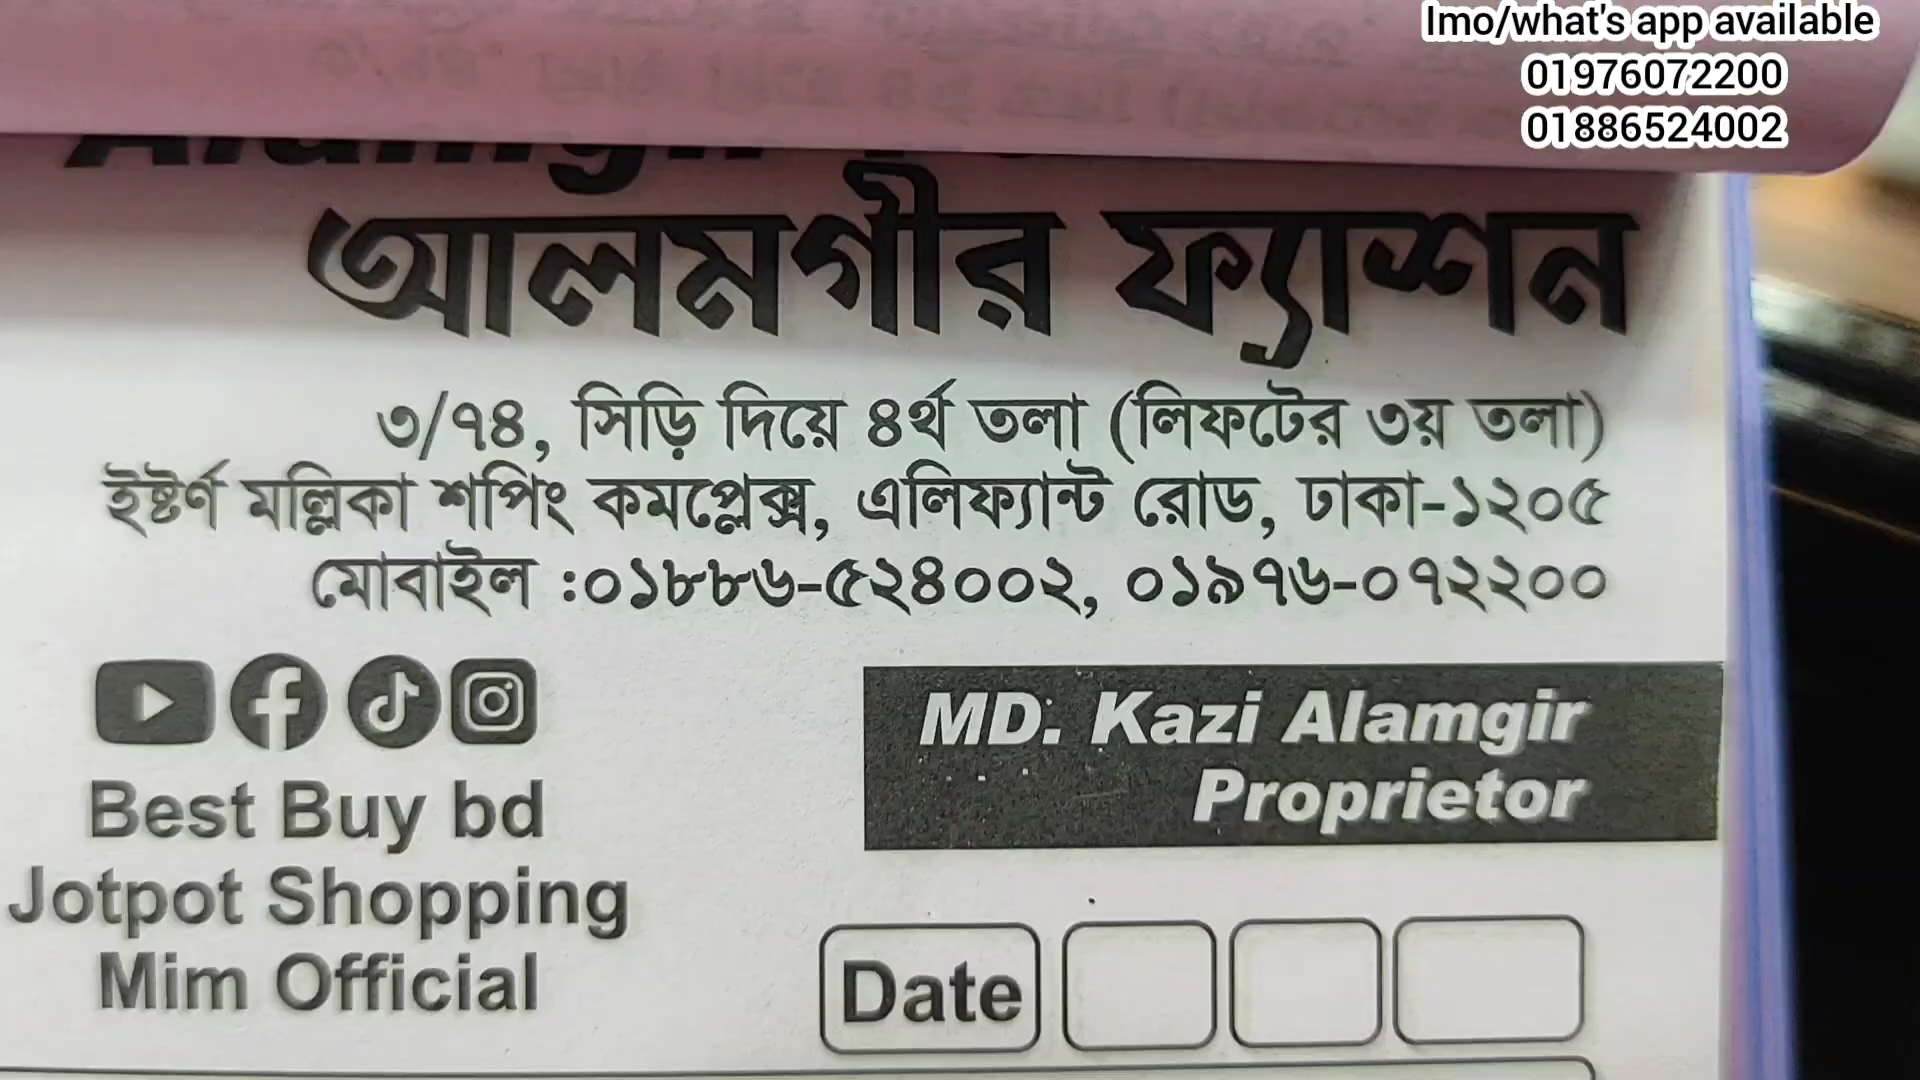 Imo/what's app available
01976072200
01886524002
Alamgir
আলমগীর ফ্যাশন
৩/৭৪, সিড়ি দিয়ে ৪র্থ তলা (লিফটের ৩য় তলা)
ইষ্টর্ণ মল্লিকা শপিং কমপ্লেক্স, এলিফ্যান্ট রোড, ঢাকা-১২০৫
মোবাইল :০১৮৮৬-৫২৪০০২, ০১৯৭৬-০৭২২০০
MD. Kazi Alamgir
Proprietor
Best Buy bd
Jotpot Shopping
Mim Official
Date